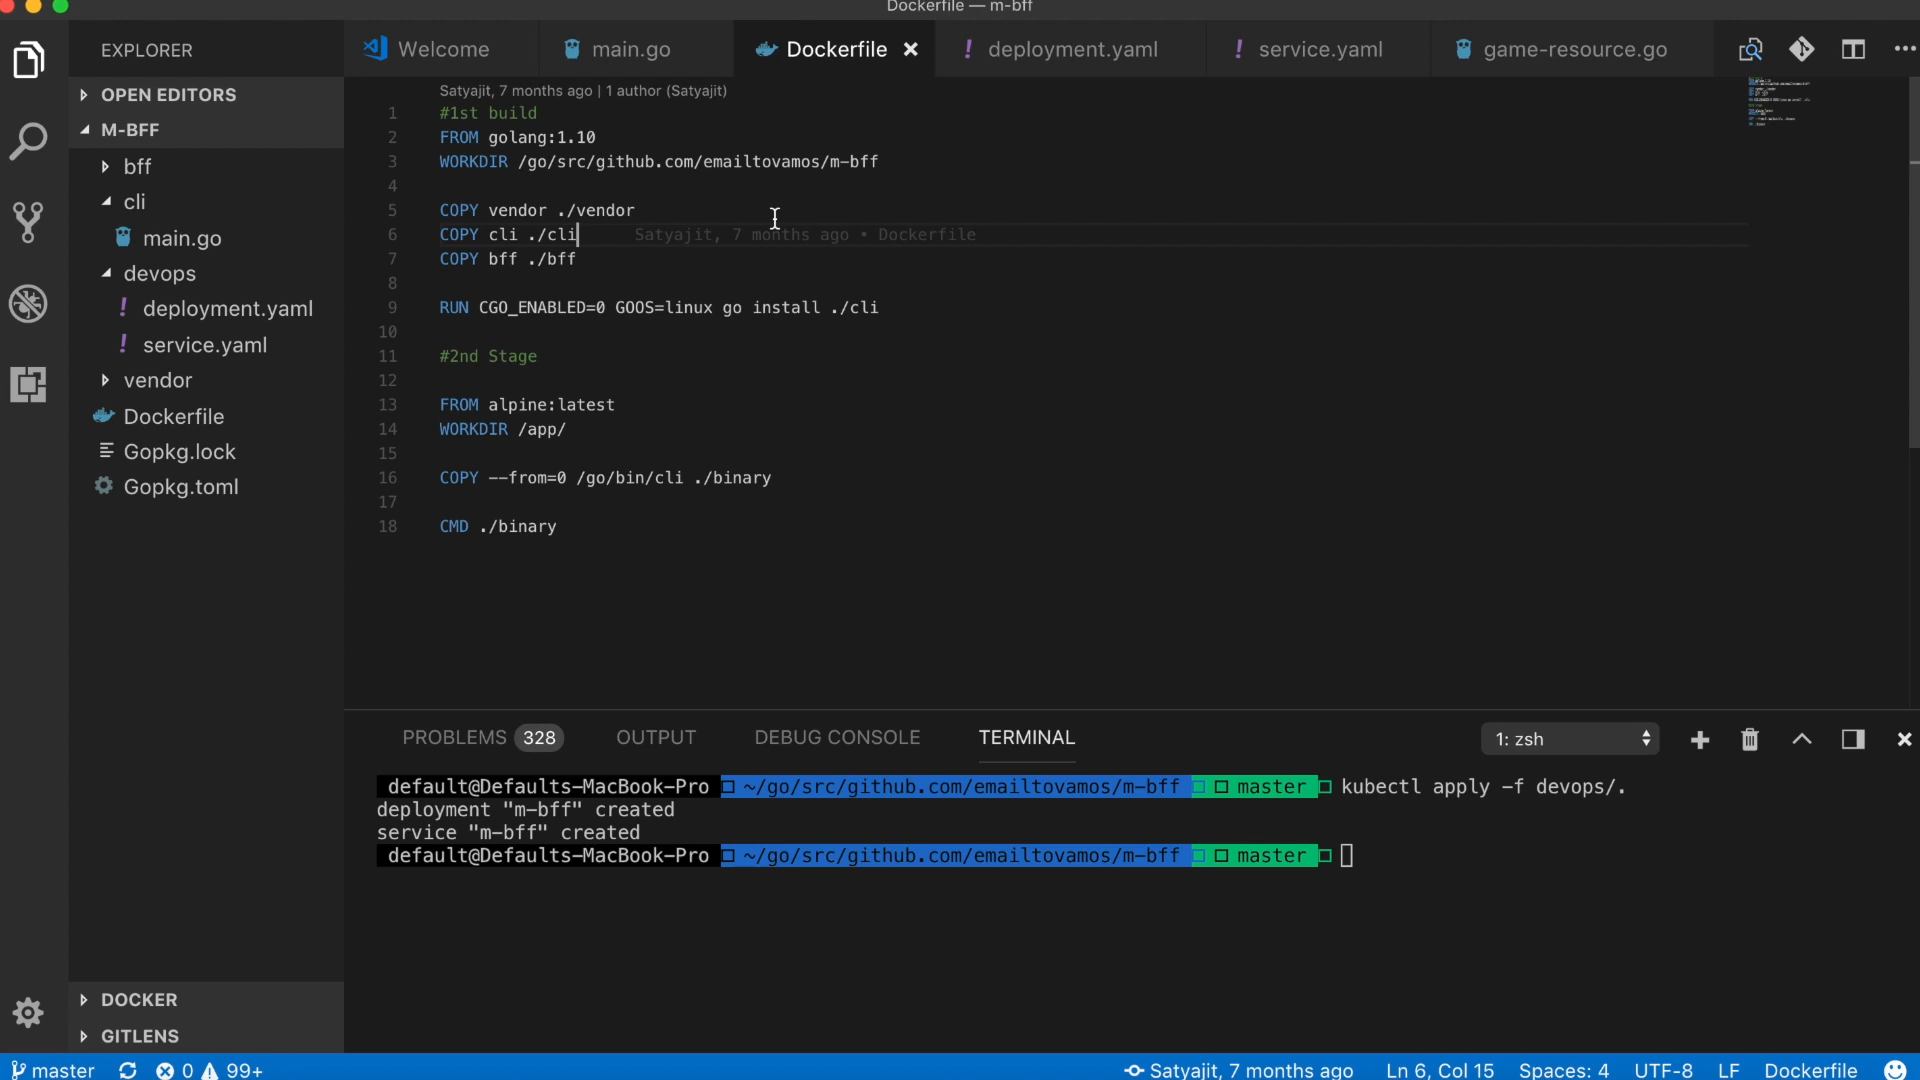 Dockerfile — m-bff
EXPLORER
Welcome
main.go
Dockerfile
! deployment.yaml
! service.yaml
game-resource.go
OPEN EDITORS
M-BFF
bff
cli
main.go
devops
! deployment.yaml
! service.yaml
vendor
Dockerfile
Gopkg.lock
Gopkg.toml
DOCKER
GITLENS
Satyajit, 7 months ago | 1 author (Satyajit)
1 #1st build
2 FROM golang:1.10
3 WORKDIR /go/src/github.com/emailtovamos/m-bff
4
5 COPY vendor ./vendor
6 COPY cli ./cli Satyajit, 7 months ago • Dockerfile
7 COPY bff ./bff
8
9 RUN CGO_ENABLED=0 GOOS=linux go install ./cli
10
11 #2nd Stage
12
13 FROM alpine:latest
14 WORKDIR /app/
15
16 COPY --from=0 /go/bin/cli ./binary
17
18 CMD ./binary
PROBLEMS 328 OUTPUT DEBUG CONSOLE TERMINAL 1: zsh
default@Defaults-MacBook-Pro ~/go/src/github.com/emailtovamos/m-bff master kubectl apply -f devops/.
deployment "m-bff" created
service "m-bff" created
default@Defaults-MacBook-Pro ~/go/src/github.com/emailtovamos/m-bff master
master 0 99+ Satyajit, 7 months ago Ln 6, Col 15 Spaces: 4 UTF-8 LF Dockerfile